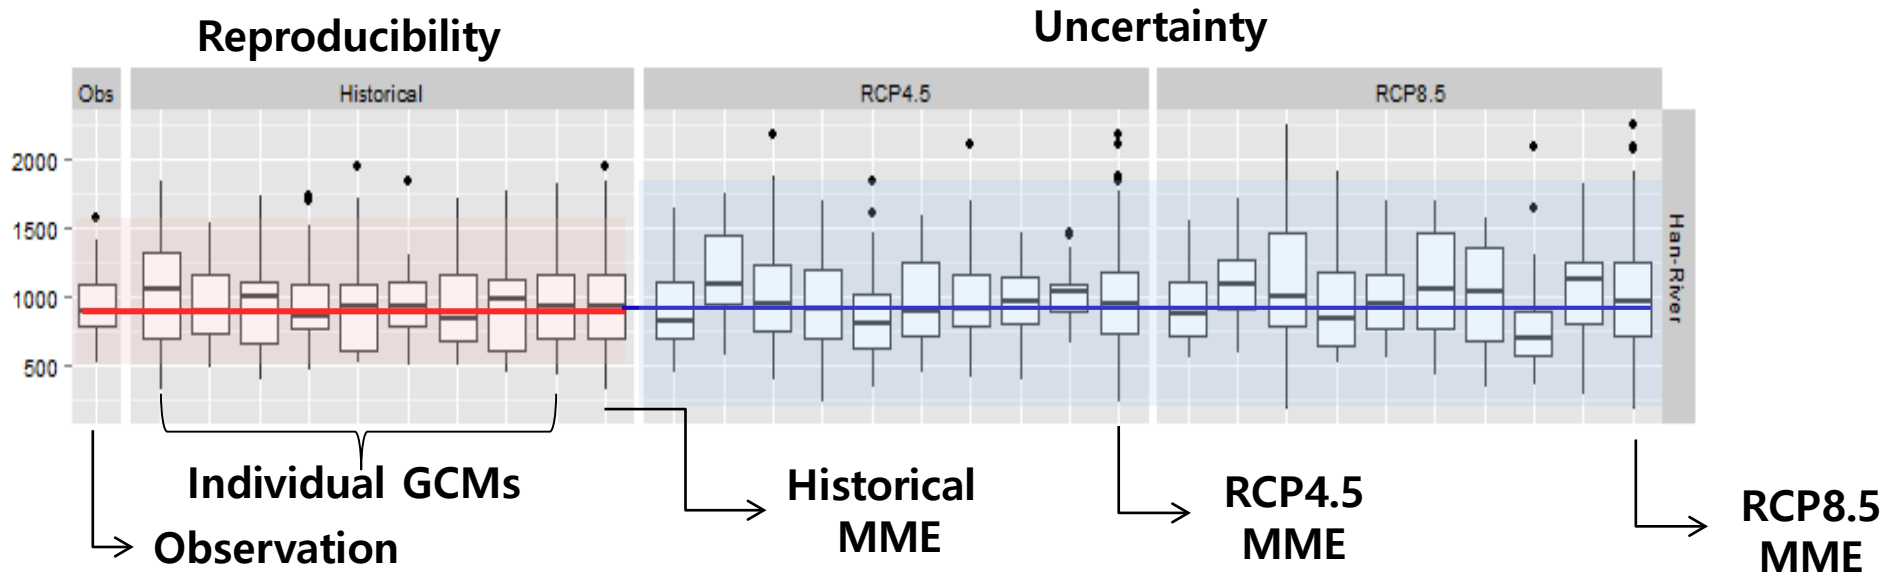 Reproducibility
Uncertainty
Obs
Historical
RCP4.5
RCP8.5
2000
1500
1000
500
Han-River
Individual GCMs
Observation
Historical
MME
RCP4.5
MME
RCP8.5
MME